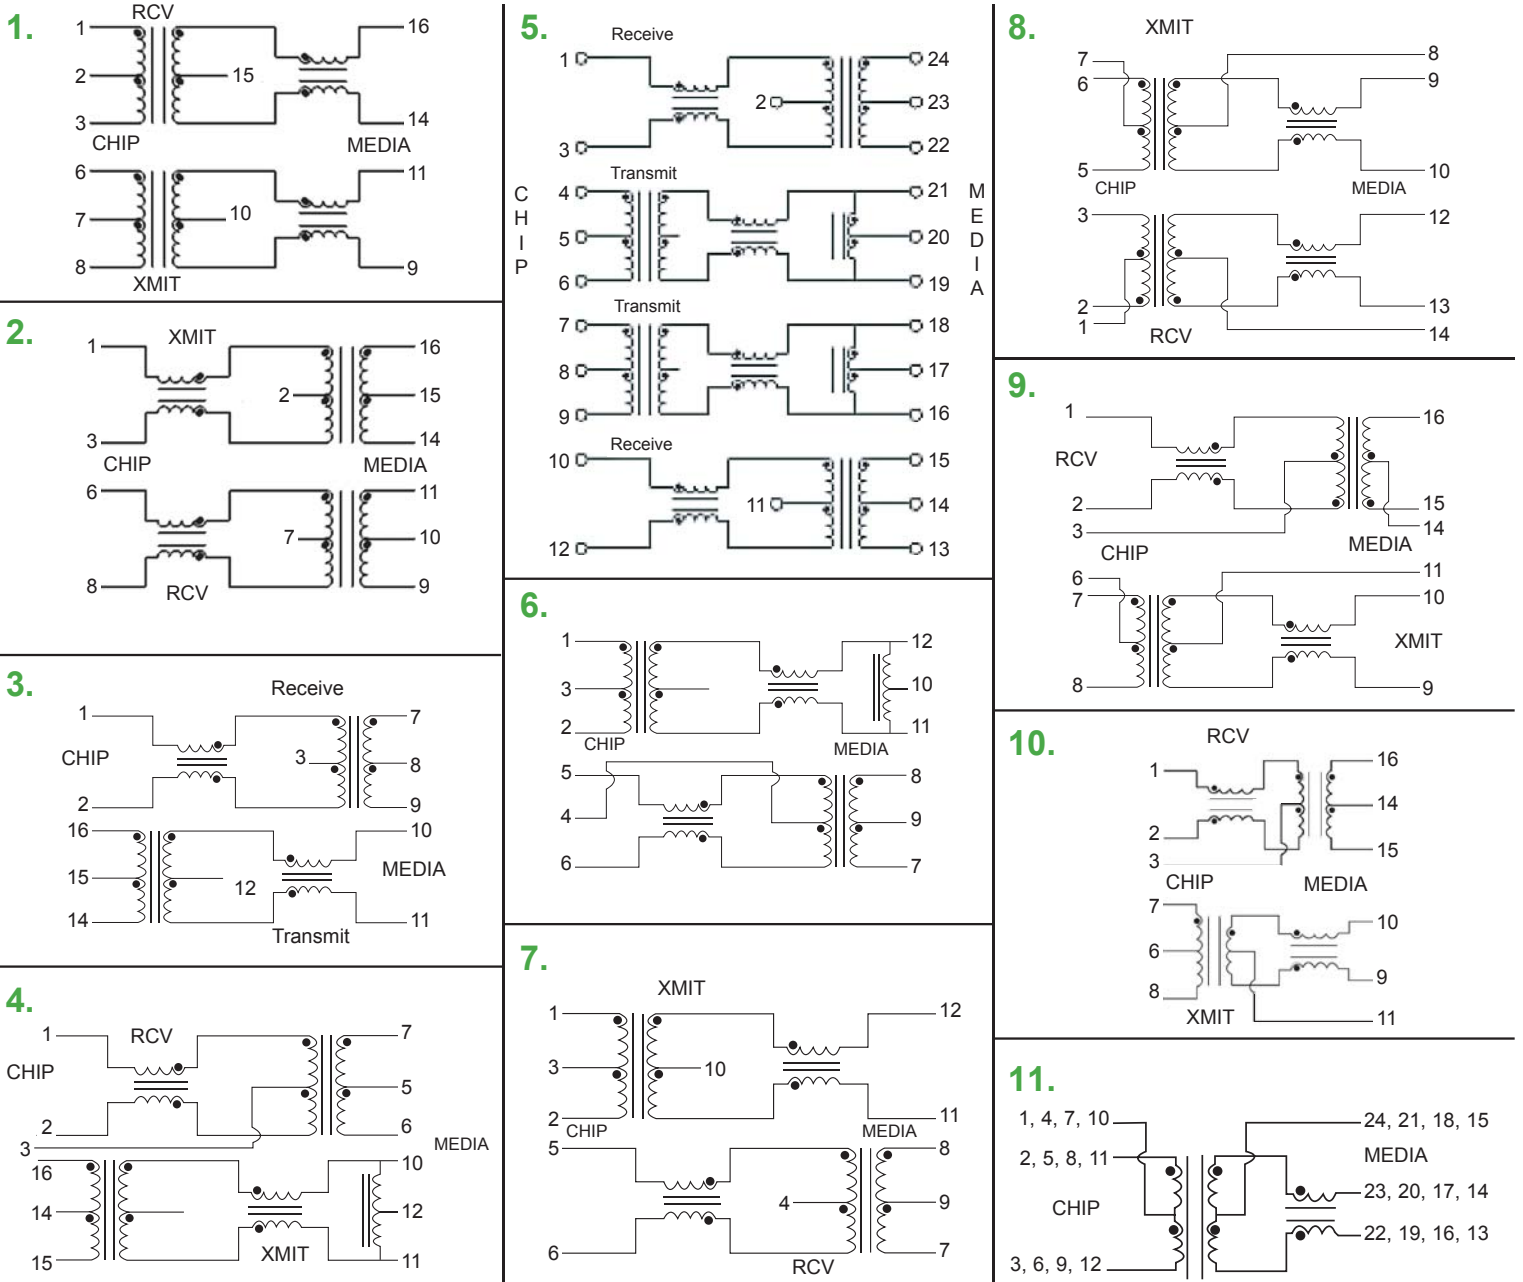 1.
RCV
1
16
2
15
3
14
CHIP
MEDIA
6
11
7
10
8
9
XMIT
2.
XMIT
1
16
2
15
3
14
CHIP
MEDIA
6
11
7
10
8
9
RCV
3.
Receive
1
7
CHIP
3
8
2
9
16
10
15
12
MEDIA
14
11
Transmit
4.
1
RCV
7
CHIP
5
2
6
3
MEDIA
16
10
14
12
15
XMIT
11
5.
Receive
1
24
2
23
3
22
Transmit
CHIP
MEDIA
4
21
5
20
6
19
Transmit
7
18
8
17
9
16
Receive
10
15
11
14
12
13
6.
1
12
3
10
2
11
CHIP
MEDIA
5
8
4
9
6
7
7.
XMIT
1
12
3
10
2
11
CHIP
MEDIA
5
8
4
9
6
7
RCV
8.
XMIT
7
8
6
9
5
10
CHIP
MEDIA
3
12
2
13
1
14
RCV
9.
1
16
RCV
2
15
3
14
CHIP
MEDIA
6
11
7
10
XMIT
8
9
10.
RCV
1
16
14
2
15
3
CHIP
MEDIA
7
10
6
9
8
XMIT
11
11.
1, 4, 7, 10
24, 21, 18, 15
2, 5, 8, 11
MEDIA
23, 20, 17, 14
CHIP
22, 19, 16, 13
3, 6, 9, 12